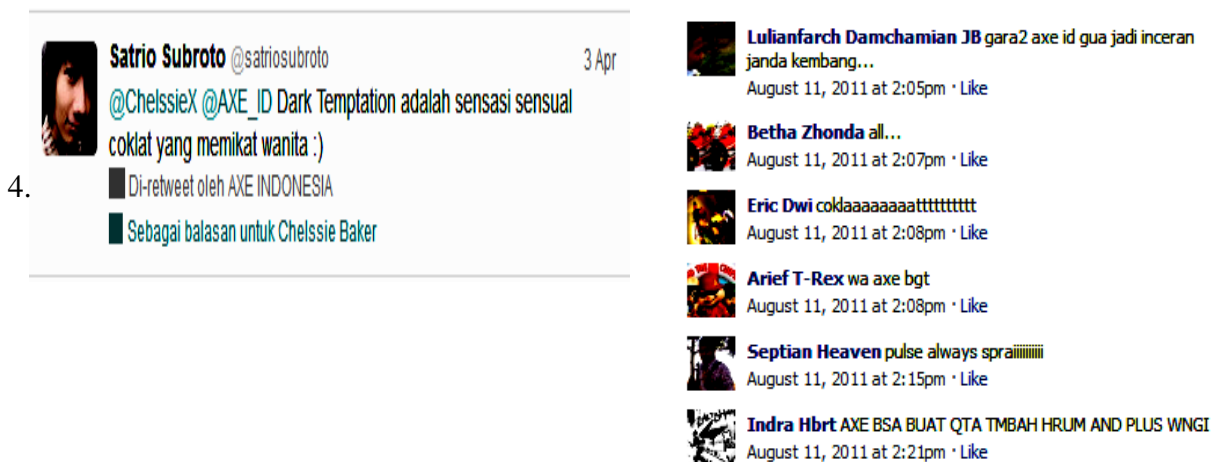 Satrio Subroto @satriosubroto 3 Apr
@ChelssieX @AXE_ID Dark Temptation adalah sensasi sensual
coklat yang memikat wanita :)
4.
Di-retweet oleh AXE INDONESIA
Sebagai balasan untuk Chelssie Baker
Lulianfarch Damchamian JB gara2 axe id gua jadi inceran
janda kembang...
August 11, 2011 at 2:05pm · Like
Betha Zhonda all...
August 11, 2011 at 2:07pm · Like
Eric Dwi coklaaaaaaaatttttttttt
August 11, 2011 at 2:08pm · Like
Arief T-Rex wa axe bgt
August 11, 2011 at 2:08pm · Like
Septian Heaven pulse always spraiiiiiiiiii
August 11, 2011 at 2:15pm · Like
Indra Hbrt AXE BSA BUAT QTA TMBAH HRUM AND PLUS WNGI
August 11, 2011 at 2:21pm · Like